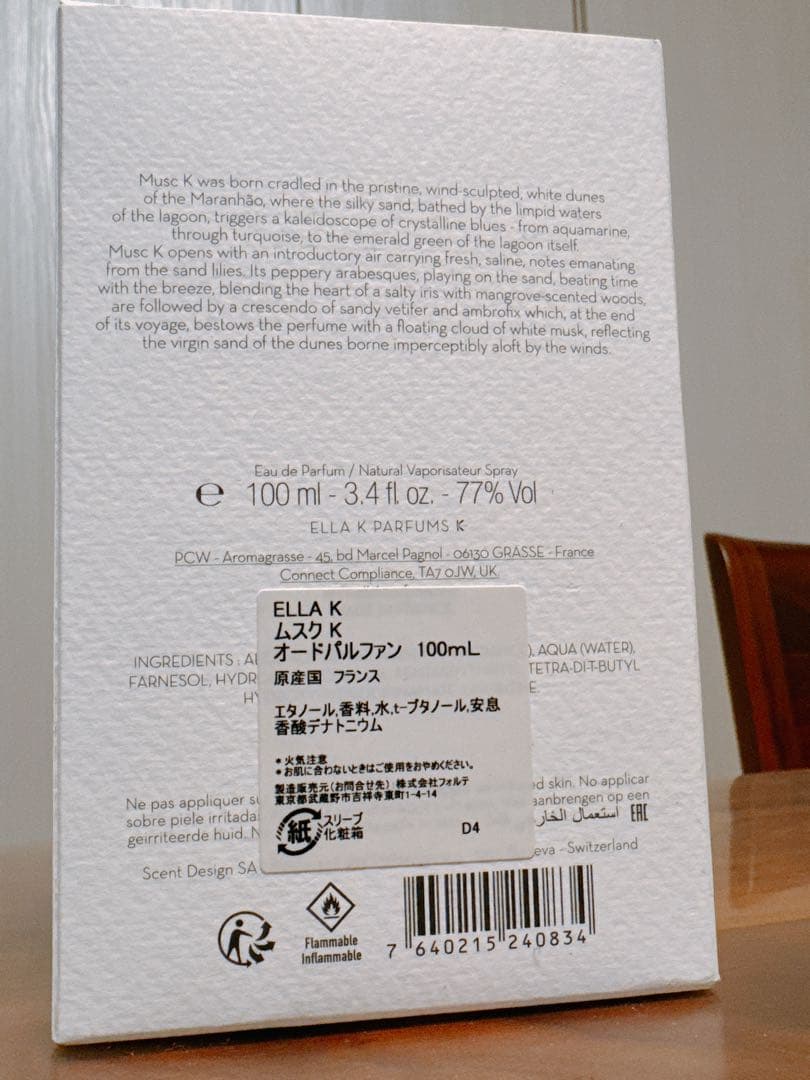 Musc K was born cradled in the pristine, wind-sculpted, white dunes
of the Maranhão, where the silky sand, bathed by the limpid waters
of the lagoon, triggers a kaleidoscope of crystalline blues - from aquamarine,
through turquoise, to the emerald green of the lagoon itself.
Musc K opens with an introductory air carrying fresh, saline, notes emanating
from the sand lilies. Its peppery arabesques, playing on the sand, beating time
with the breeze, blending the heart of a salty iris with mangrove-scented woods,
are followed by a crescendo of sandy vetifer and ambrofix which, at the end
of its voyage, bestows the perfume with a floating cloud of white musk, reflecting
the virgin sand of the dunes borne imperceptibly aloft by the winds.
Eau de Parfum / Natural Vaporisateur Spray
℮ 100 ml - 3.4 fl. oz. - 77% Vol
ELLA K PARFUMS K
PCW - Aromagrasse - 45, bd Marcel Pagnol - 06130 GRASSE - France
Connect Compliance, TA7 0JW, UK
ELLA K
ムスク K
オードパルファン 100mL
原産国 フランス
エタノール,香料,水,t-ブタノール,安息
香酸デナトニウム
*火気注意
*お肌に合わないときはご使用をおやめください。
製造販売元(お問合せ先) 株式会社フォルテ
東京都武蔵野市吉祥寺東町1-4-14
紙 スリーブ
化粧箱
D4
INGREDIENTS : AL ), AQUA (WATER),
FARNESOL, HYDR TETRA-DI-T-BUTYL
HY E.
Ne pas appliquer su ed skin. No applicar
sobre piele irritada aanbrengen op een
geirriteerde huid. N استعمال الخار EAC
Scent Design SA eva - Switzerland
Flammable
Inflammable
7 640215 240834